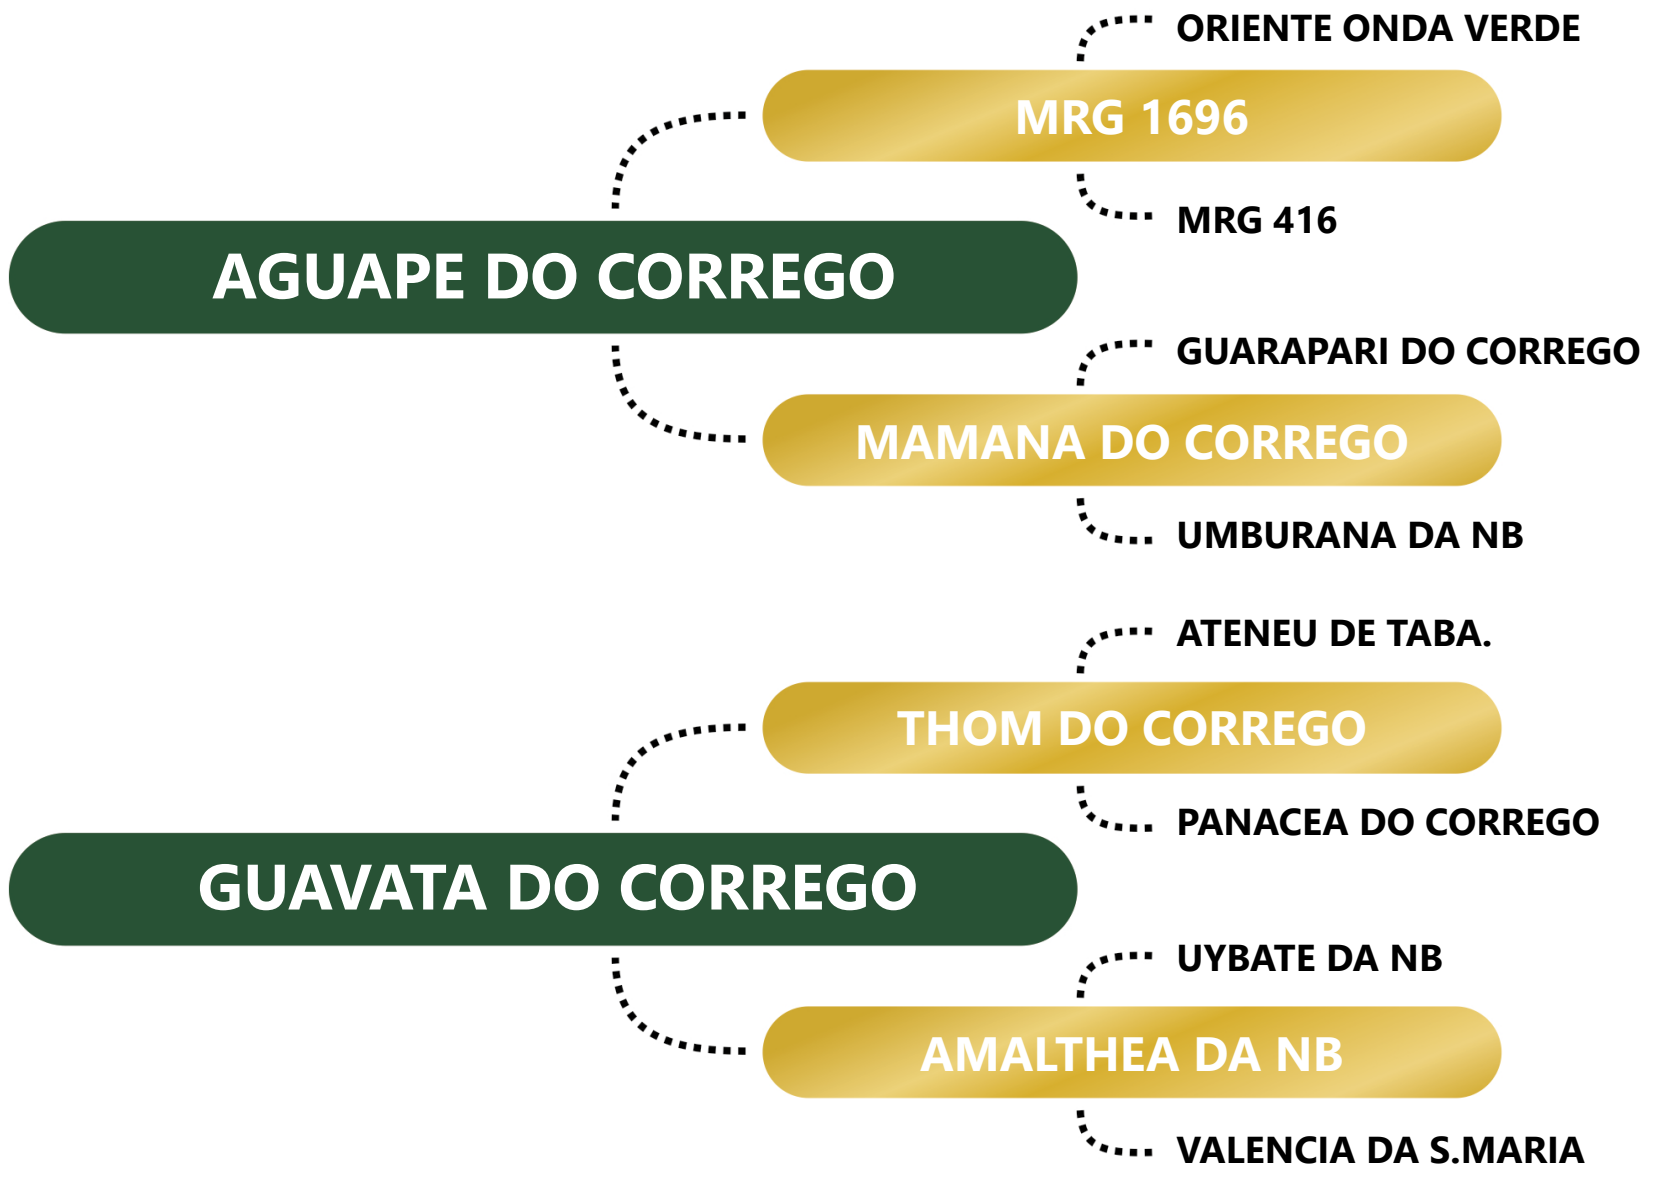 ORIENTE ONDA VERDE
MRG 1696
MRG 416
AGUAPE DO CORREGO
GUARAPARI DO CORREGO
MAMANA DO CORREGO
UMBURANA DA NB
ATENEU DE TABA.
THOM DO CORREGO
PANACEA DO CORREGO
GUAVATA DO CORREGO
UYBATE DA NB
AMALTHEA DA NB
VALENCIA DA S.MARIA